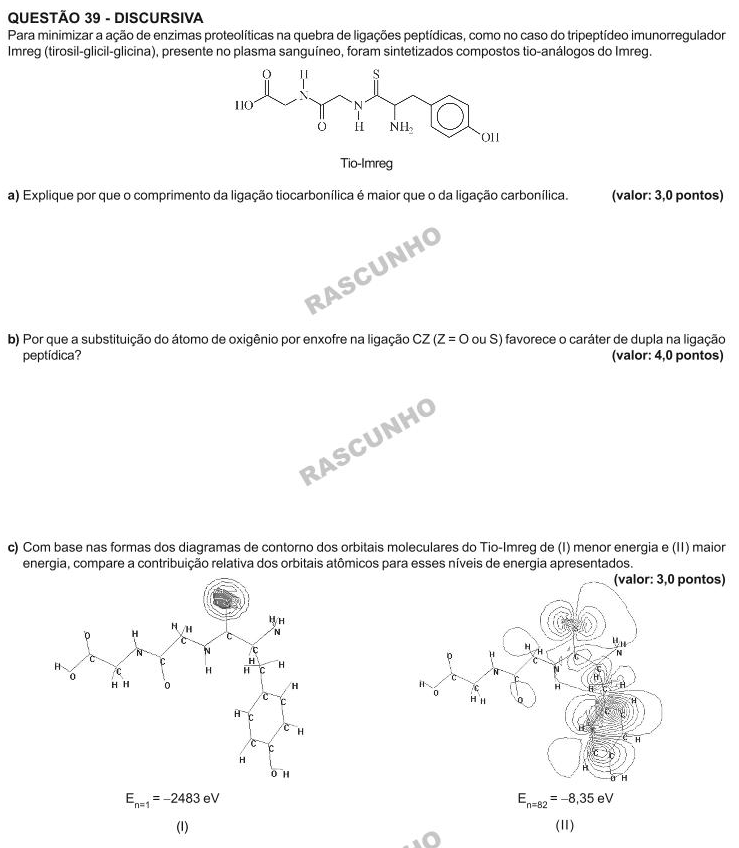 QUESTÃO 39 - DISCURSIVA
Para minimizar a ação de enzimas proteolíticas na quebra de ligações peptídicas, como no caso do tripeptídeo imunorregulador
Imreg (tirosil-glicil-glicina), presente no plasma sanguíneo, foram sintetizados compostos tio-análogos do Imreg.
O H S
HO N N
O H NH₂ OH
Tio-Imreg
a) Explique por que o comprimento da ligação tiocarbonílica é maior que o da ligação carbonílica. (valor: 3,0 pontos)
RASCUNHO
b) Por que a substituição do átomo de oxigênio por enxofre na ligação CZ (Z = O ou S) favorece o caráter de dupla na ligação
peptídica? (valor: 4,0 pontos)
RASCUNHO
c) Com base nas formas dos diagramas de contorno dos orbitais moleculares do Tio-Imreg de (I) menor energia e (II) maior
energia, compare a contribuição relativa dos orbitais atômicos para esses níveis de energia apresentados.
(valor: 3,0 pontos)
E n=1 = –2483 eV E n=82 = –8,35 eV
(I) (II)